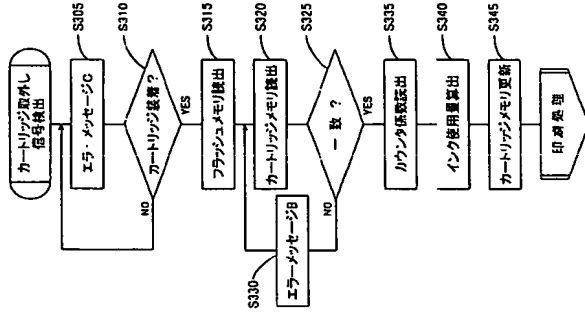 カートリッジ取外し
信号検出
S305
エラ・メッセージC
S310
カートリッジ装着?
NO
YES
S315
フラッシュメモリ読出
S320
カートリッジメモリ読出
S325
一致?
NO
YES
S330
エラーメッセージB
S335
カウンタ係数読出
S340
インク使用量算出
S345
カートリッジメモリ更新
印刷処理